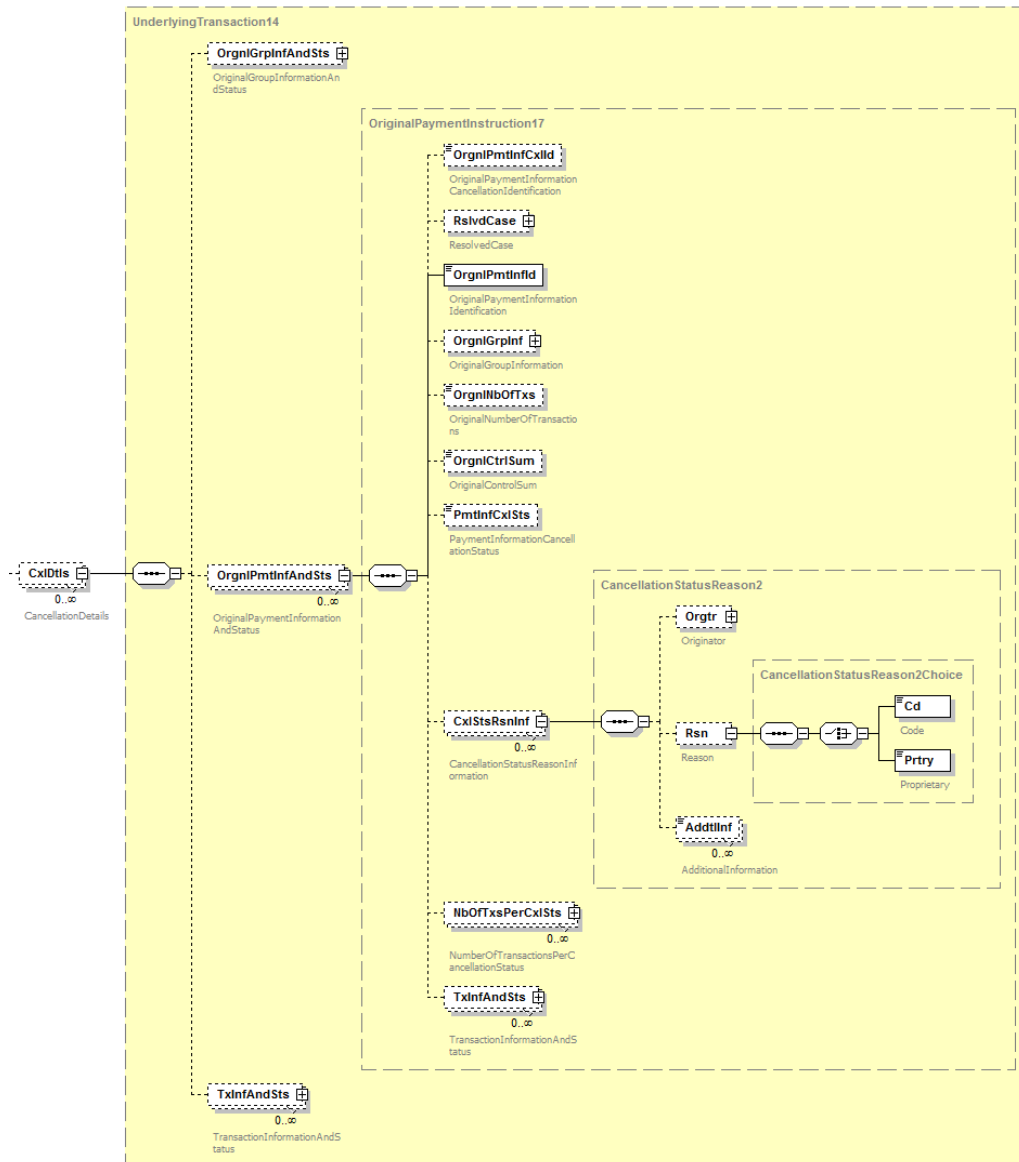 UnderlyingTransaction14
OrgnlGrpInfAndSts
OriginalGroupInformationAn
dStatus
OriginalPaymentInstruction17
OrgnlPmtInfCxlId
OriginalPaymentInformation
CancellationIdentification
RslvdCase
ResolvedCase
OrgnlPmtInfId
OriginalPaymentInformation
Identification
OrgnlGrpInf
OriginalGroupInformation
OrgnlNbOfTxs
OriginalNumberOfTransactio
ns
OrgnlCtrlSum
OriginalControlSum
PmtInfCxlSts
PaymentInformationCancell
ationStatus
CxlDtls
0..∞
CancellationDetails
OrgnlPmtInfAndSts
0..∞
OriginalPaymentInformation
AndStatus
CancellationStatusReason2
Orgtr
Originator
CancellationStatusReason2Choice
CxlStsRsnInf
0..∞
CancellationStatusReasonInf
ormation
Rsn
Reason
Cd
Code
Prtry
Proprietary
AddtlInf
0..∞
AdditionalInformation
NbOfTxsPerCxlSts
0..∞
NumberOfTransactionsPerC
ancellationStatus
TxInfAndSts
0..∞
TransactionInformationAndS
tatus
TxInfAndSts
0..∞
TransactionInformationAndS
tatus